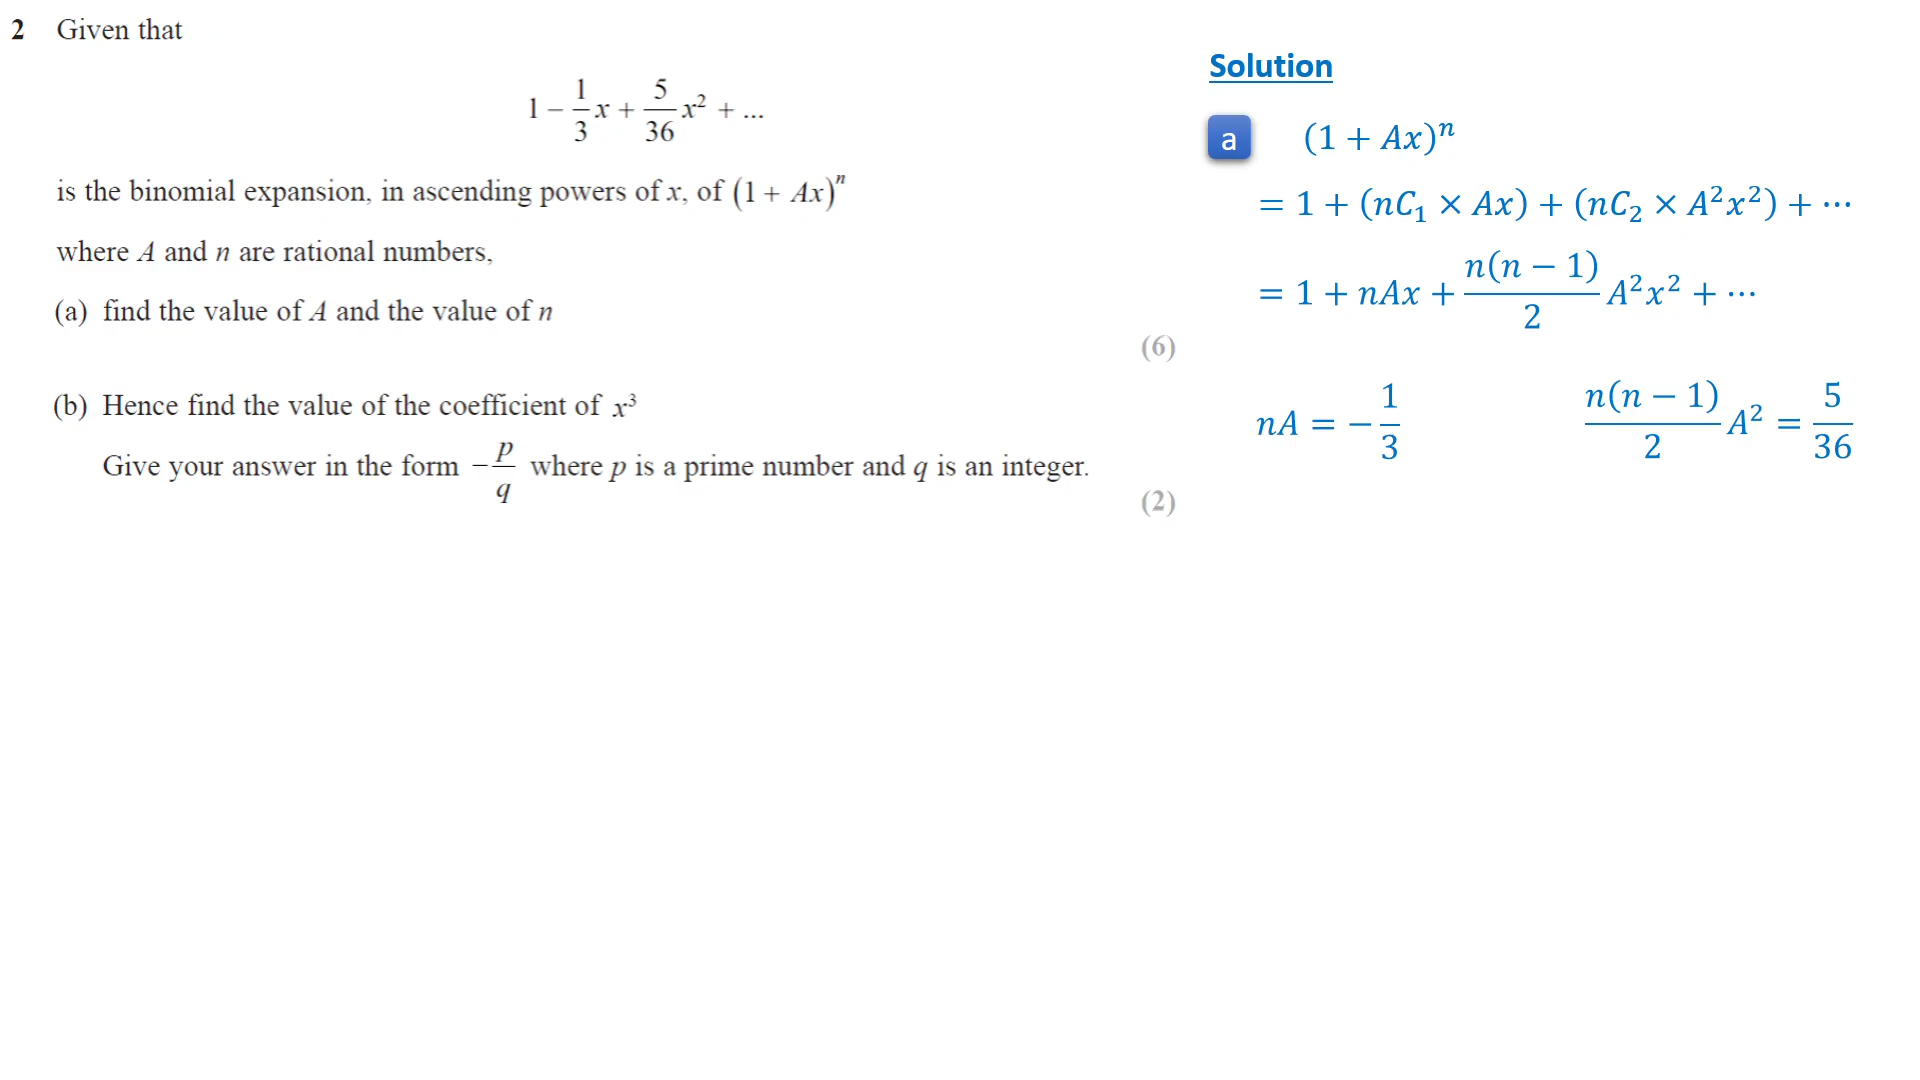 2 Given that
1 − 1/3 x + 5/36 x² + ...
is the binomial expansion, in ascending powers of x, of (1 + Ax)ⁿ
where A and n are rational numbers,
(a) find the value of A and the value of n
(6)
(b) Hence find the value of the coefficient of x³
Give your answer in the form −p/q where p is a prime number and q is an integer.
(2)
Solution
a (1 + Ax)ⁿ
= 1 + (nC₁ × Ax) + (nC₂ × A²x²) + ⋯
= 1 + nAx + n(n − 1)/2 A²x² + ⋯
nA = −1/3 n(n − 1)/2 A² = 5/36